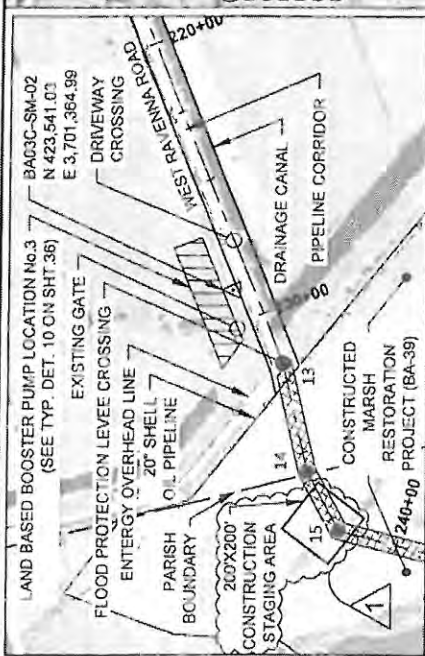 LAND BASED BOOSTER PUMP LOCATION No.3
(SEE TYP. DET. 10 ON SHT 36)
BA03C-SM-02
N 423,541.03
E 3,701,364.99
EXISTING GATE
DRIVEWAY
CROSSING
FLOOD PROTECTION LEVEE CROSSING
ENTERGY OVERHEAD LINE
20" SHELL
OIL PIPELINE
WEST RAVENNA ROAD
220+00
PARISH
BOUNDARY
14
13
DRAINAGE CANAL
PIPELINE CORRIDOR
200'X200'
CONSTRUCTION
STAGING AREA
15
CONSTRUCTED
MARSH
RESTORATION
PROJECT (BA-39)
240+00
1